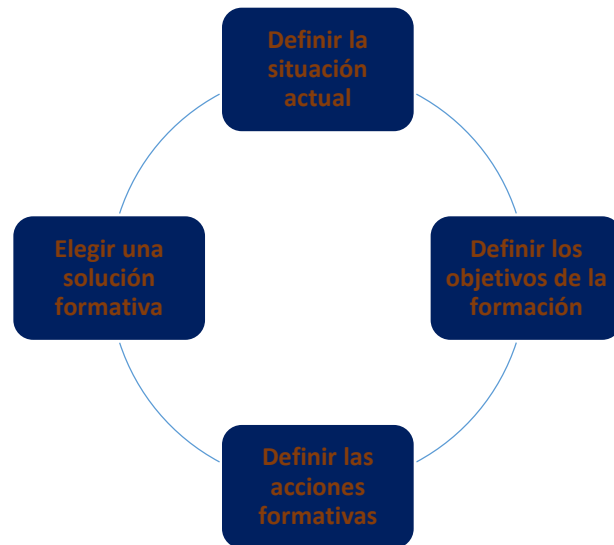 Definir la
situación
actual
Definir los
objetivos de la
formación
Definir las
acciones
formativas
Elegir una
solución
formativa